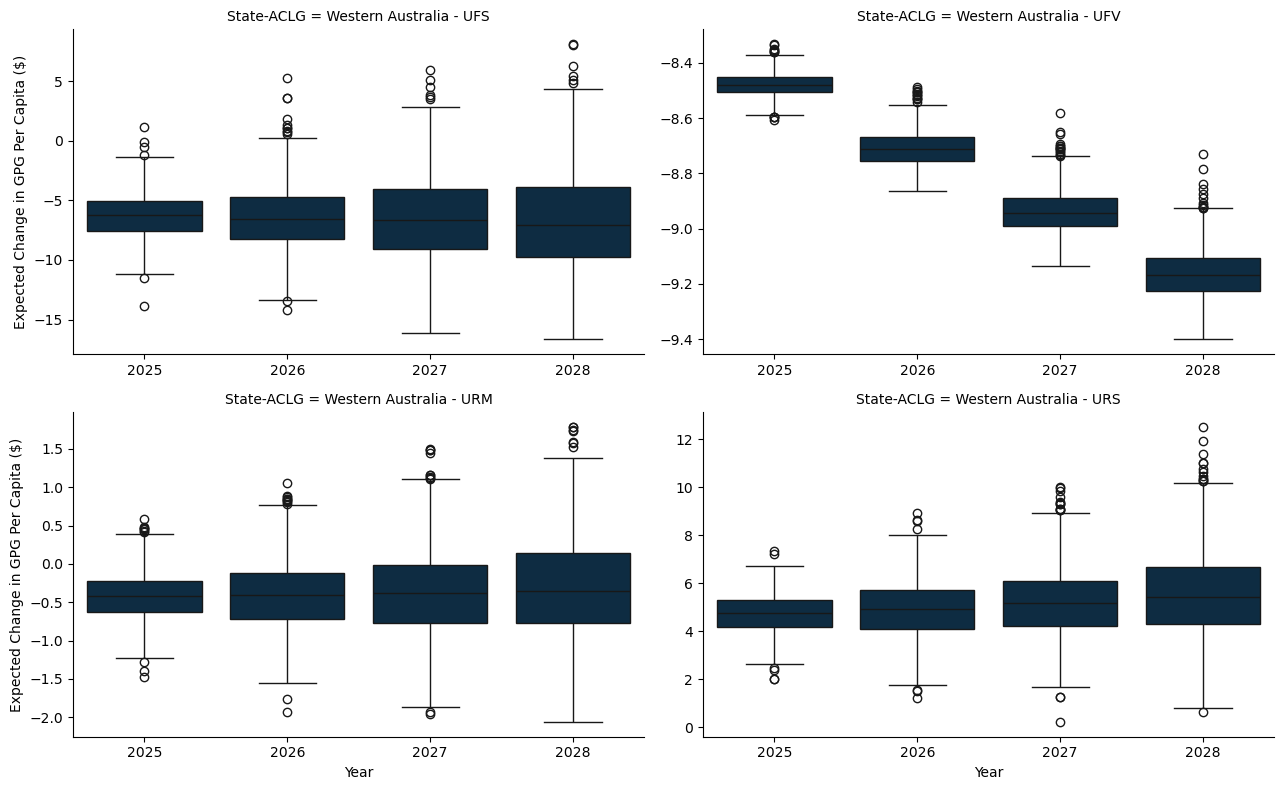 State-ACLG = Western Australia - UFS
Expected Change in GPG Per Capita ($)
5
0
−5
−10
−15
2025 2026 2027 2028
State-ACLG = Western Australia - UFV
−8.4
−8.6
−8.8
−9.0
−9.2
−9.4
2025 2026 2027 2028
State-ACLG = Western Australia - URM
Expected Change in GPG Per Capita ($)
1.5
1.0
0.5
0.0
−0.5
−1.0
−1.5
−2.0
2025 2026 2027 2028
Year
State-ACLG = Western Australia - URS
12
10
8
6
4
2
0
2025 2026 2027 2028
Year